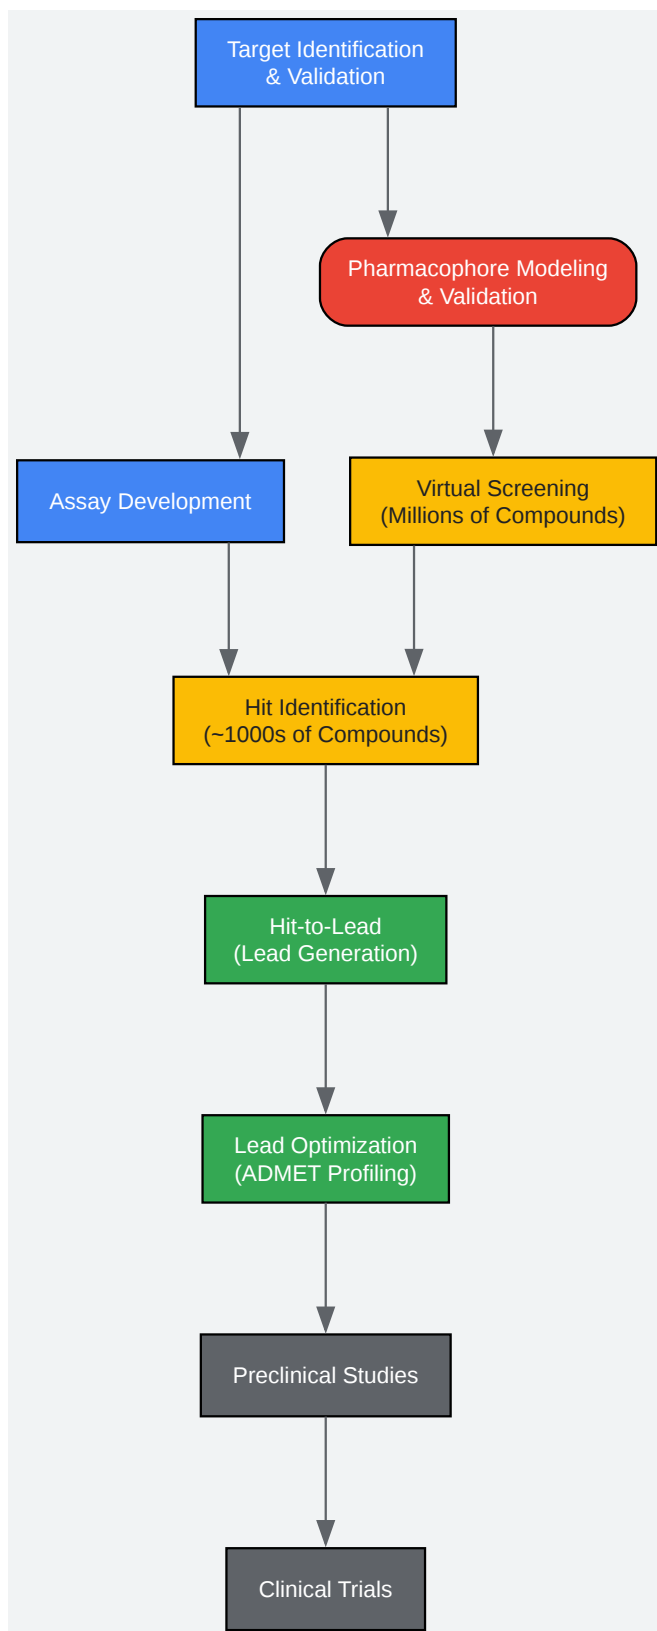 Target Identification
& Validation
Pharmacophore Modeling
& Validation
Assay Development
Virtual Screening
(Millions of Compounds)
Hit Identification
(~1000s of Compounds)
Hit-to-Lead
(Lead Generation)
Lead Optimization
(ADMET Profiling)
Preclinical Studies
Clinical Trials